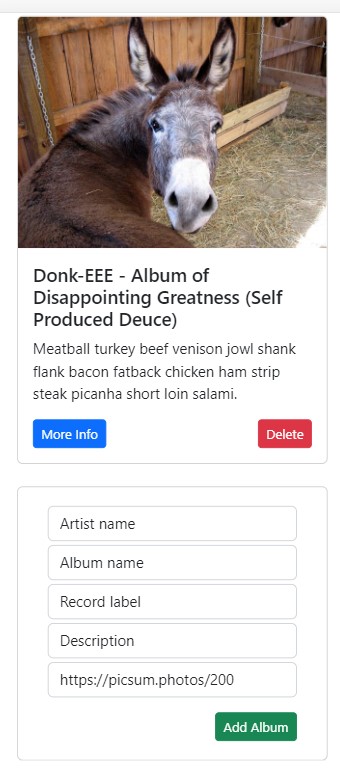 Donk-EEE - Album of
Disappointing Greatness (Self
Produced Deuce)
Meatball turkey beef venison jowl shank
flank bacon fatback chicken ham strip
steak picanha short loin salami.
More Info
Delete
Artist name
Album name
Record label
Description
https://picsum.photos/200
Add Album